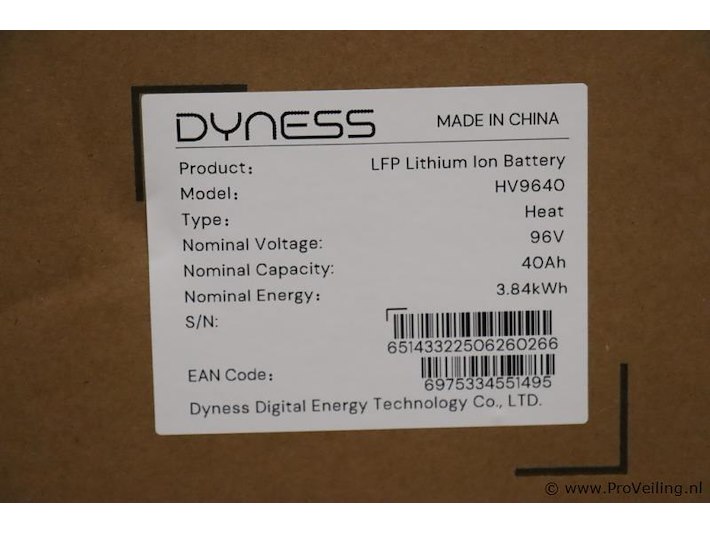 DYNESS MADE IN CHINA
Product: LFP Lithium Ion Battery
Model: HV9640
Type: Heat
Nominal Voltage: 96V
Nominal Capacity: 40Ah
Nominal Energy: 3.84kWh
S/N:
65143322506260266
EAN Code:
6975334551495
Dyness Digital Energy Technology Co., LTD.
© www.ProVeiling.nl